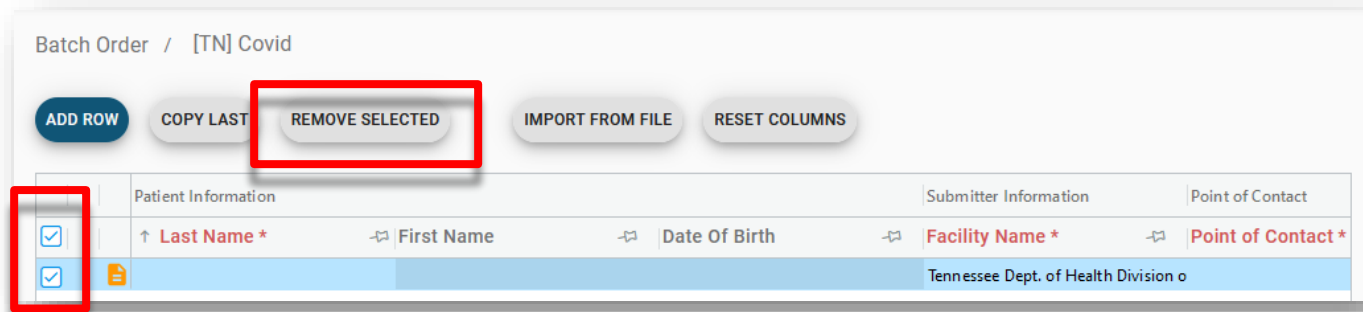 Batch Order / [TN] Covid
ADD ROW COPY LAST REMOVE SELECTED IMPORT FROM FILE RESET COLUMNS
Patient Information Submitter Information Point of Contact
↑ Last Name * First Name Date Of Birth Facility Name * Point of Contact *
Tennessee Dept. of Health Division o